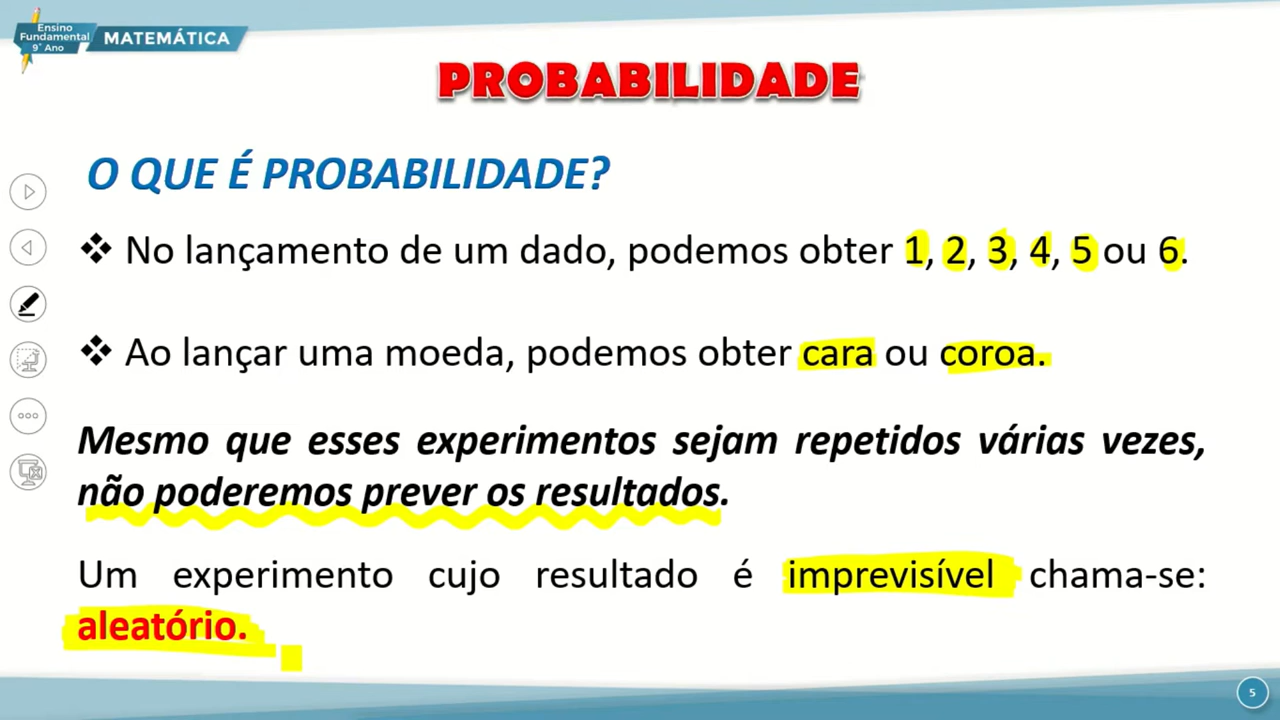 Ensino
Fundamental
9° Ano
MATEMÁTICA
PROBABILIDADE
O QUE É PROBABILIDADE?
❖ No lançamento de um dado, podemos obter 1, 2, 3, 4, 5 ou 6.
❖ Ao lançar uma moeda, podemos obter cara ou coroa.
Mesmo que esses experimentos sejam repetidos várias vezes,
não poderemos prever os resultados.
Um experimento cujo resultado é imprevisível chama-se:
aleatório.
5